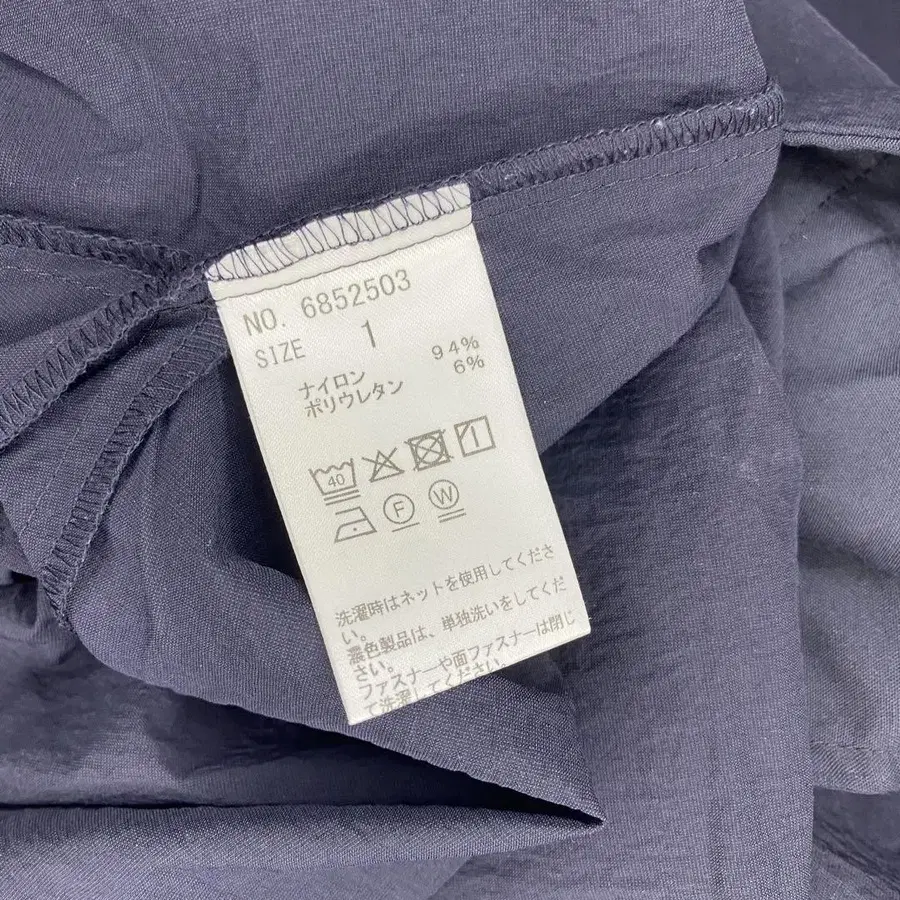 NO. 6852503
SIZE 1
ナイロン 94%
ポリウレタン 6%
40
F W
洗濯時はネットを使用してくださ
い。
濃色製品は、単独洗いをしてくだ
さい。
ファスナーや面ファスナーは閉じ
て洗濯してください。